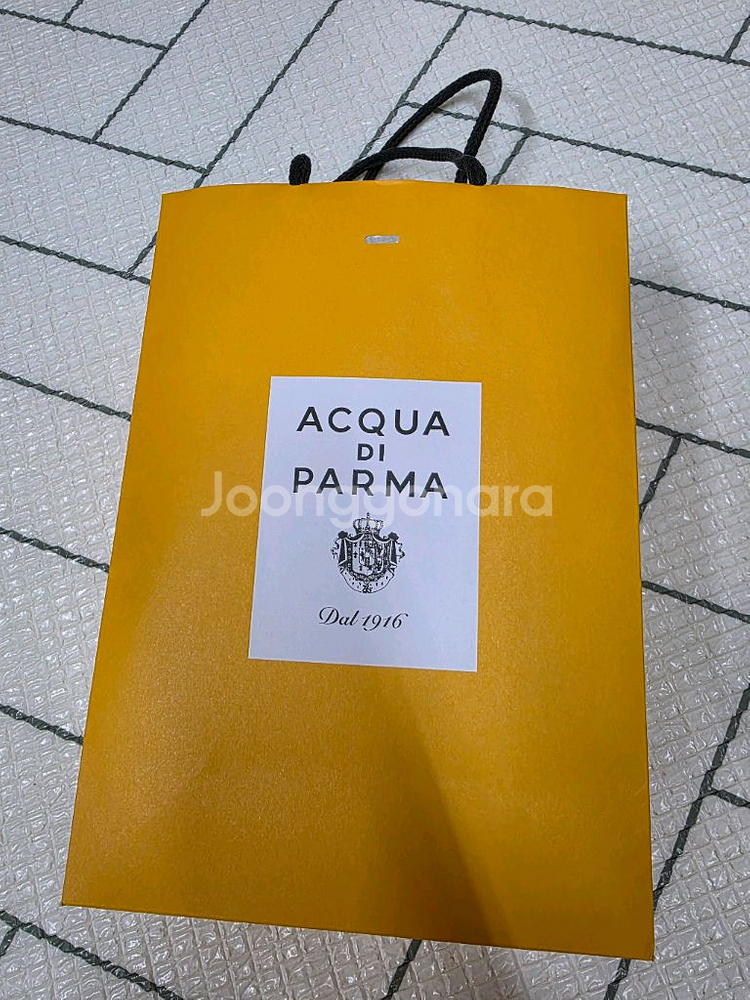 ACQUA
DI
PARMA
Joonggonara
Dal 1916